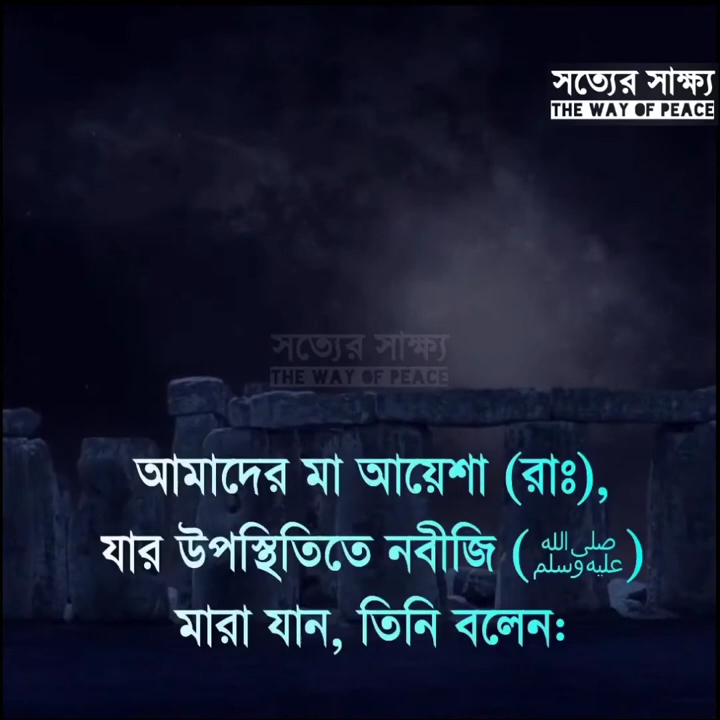 সত্যের সাক্ষ্য
THE WAY OF PEACE
সত্যের সাক্ষ্য
THE WAY OF PEACE
আমাদের মা আয়েশা (রাঃ),
যার উপস্থিতিতে নবীজি (ﷺ)
মারা যান, তিনি বলেন: